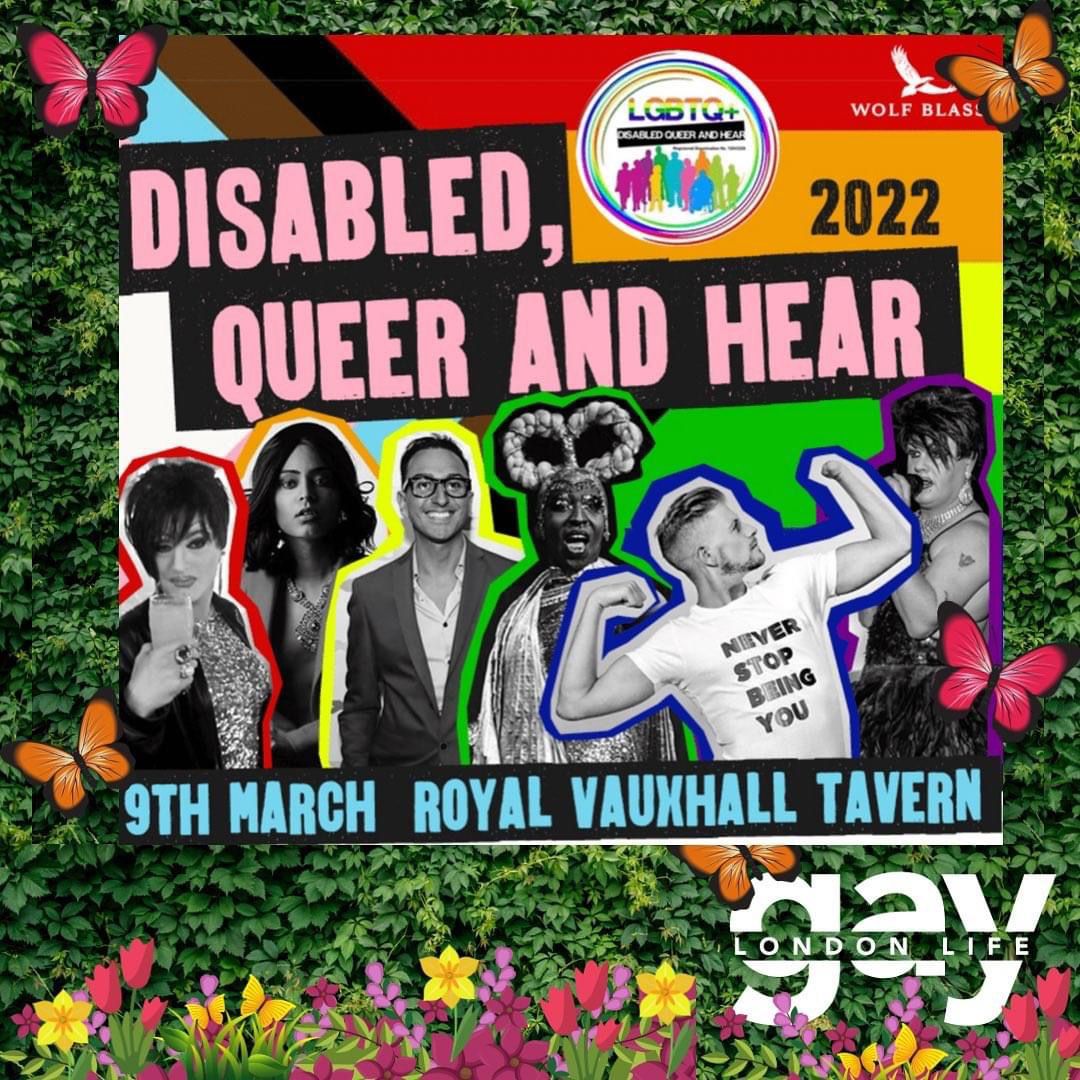 WOLF BLASS
LGBTQ+
DISABLED QUEER AND HEAR
DISABLED,
2022
QUEER AND HEAR
NEVER
STOP
BEING
YOU
9TH MARCH ROYAL VAUXHALL TAVERN
gay
LONDON LIFE